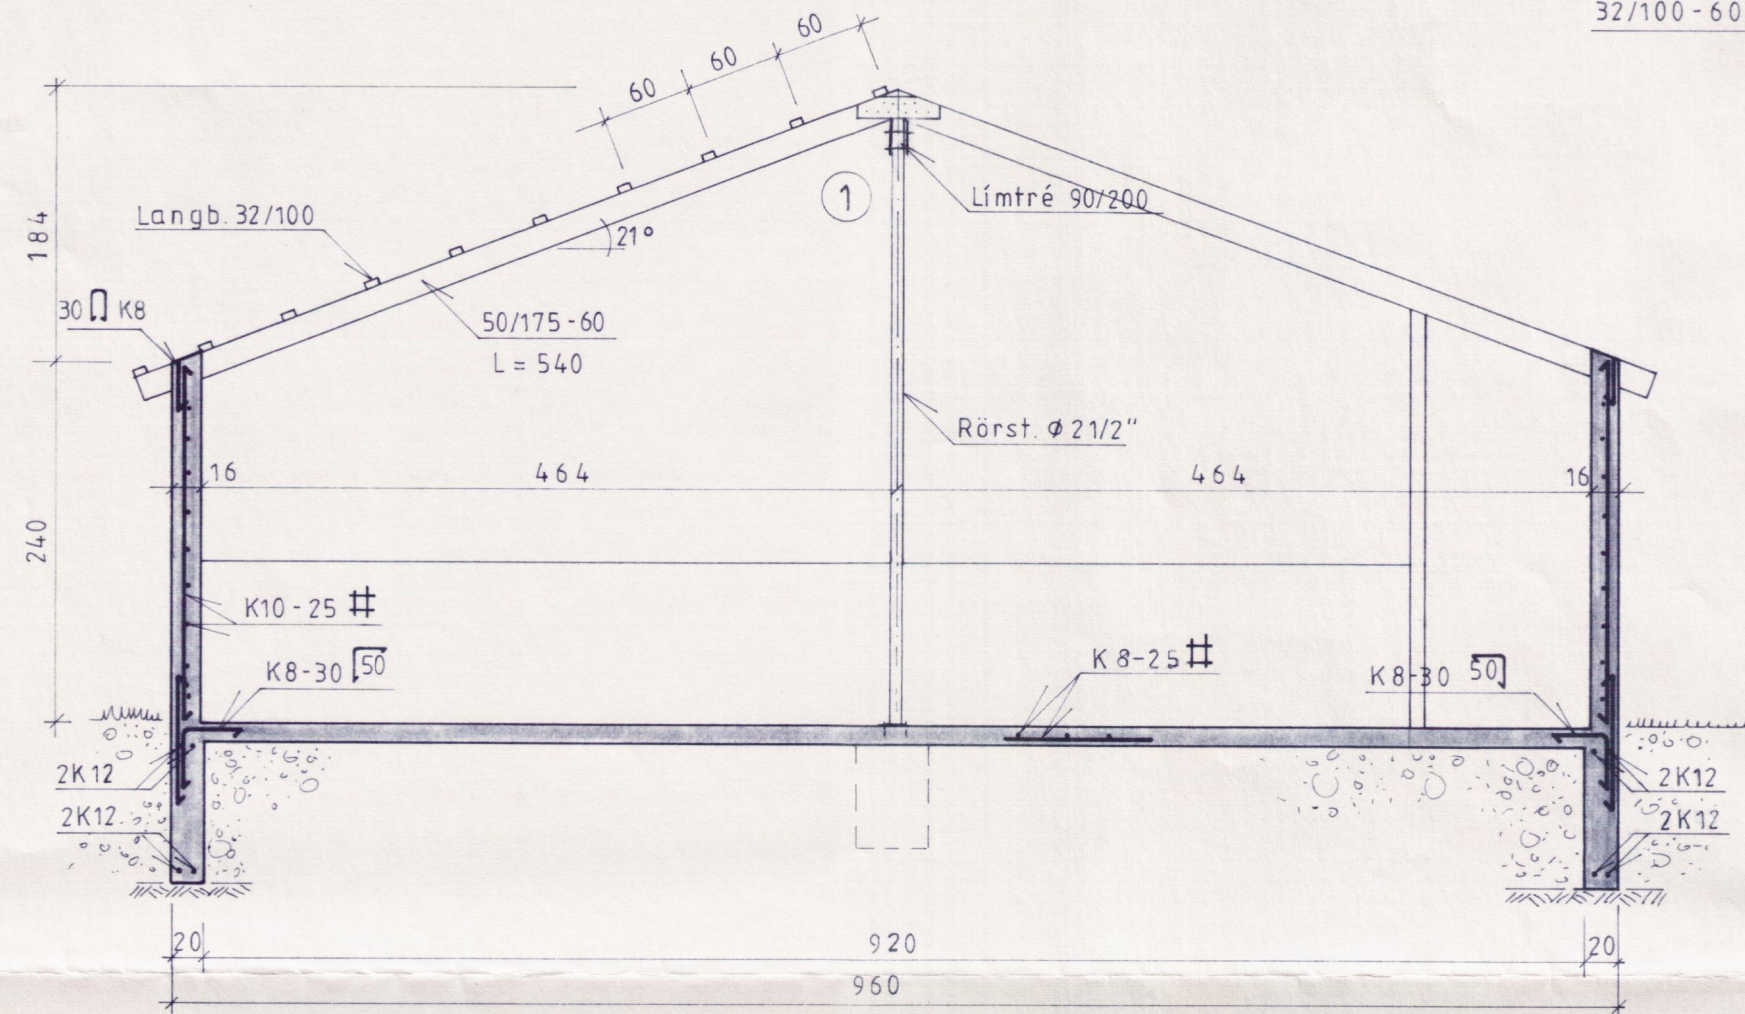 32/100-60
60
60
60
184
Langb. 32/100
21°
1
Límtré 90/200
30 K8
50/175-60
L = 540
Rörst. ϕ 2 1/2"
16
464
464
16
240
K10-25 #
K8-30 50
K8-25 #
K8-30 50
2K12
2K12
2K12
2K12
20
920
20
960